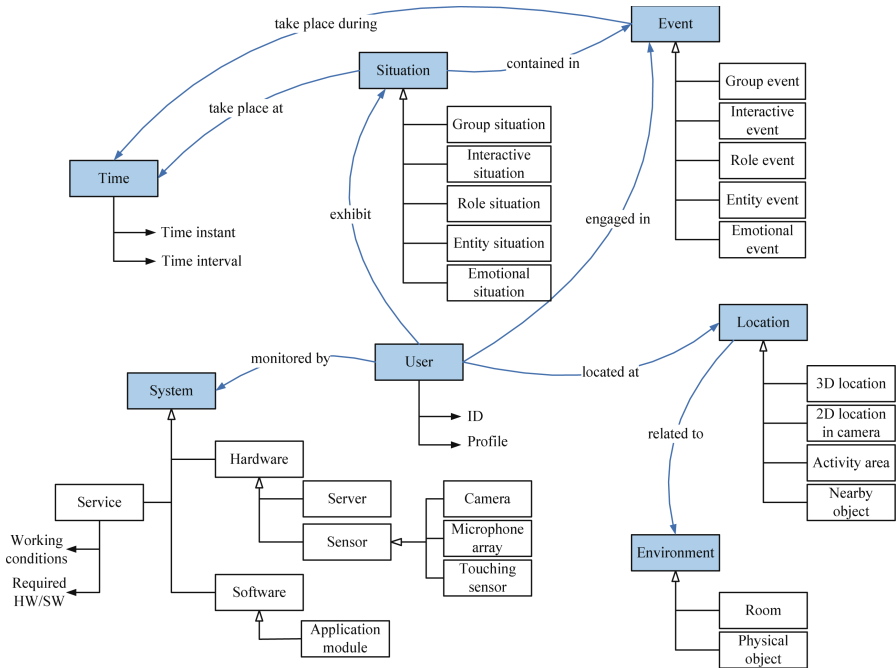 take place during
Event
Situation
contained in
take place at
Group event
Interactive
event
Role event
Entity event
Emotional
event
Group situation
Interactive
situation
Role situation
Entity situation
Emotional
situation
Time
Time instant
Time interval
exhibit
engaged in
Location
monitored by
User
located at
System
ID
Profile
3D location
2D location
in camera
Activity area
Nearby
object
related to
Hardware
Service
Server
Camera
Sensor
Microphone
array
Touching
sensor
Working
conditions
Required
HW/SW
Software
Application
module
Environment
Room
Physical
object